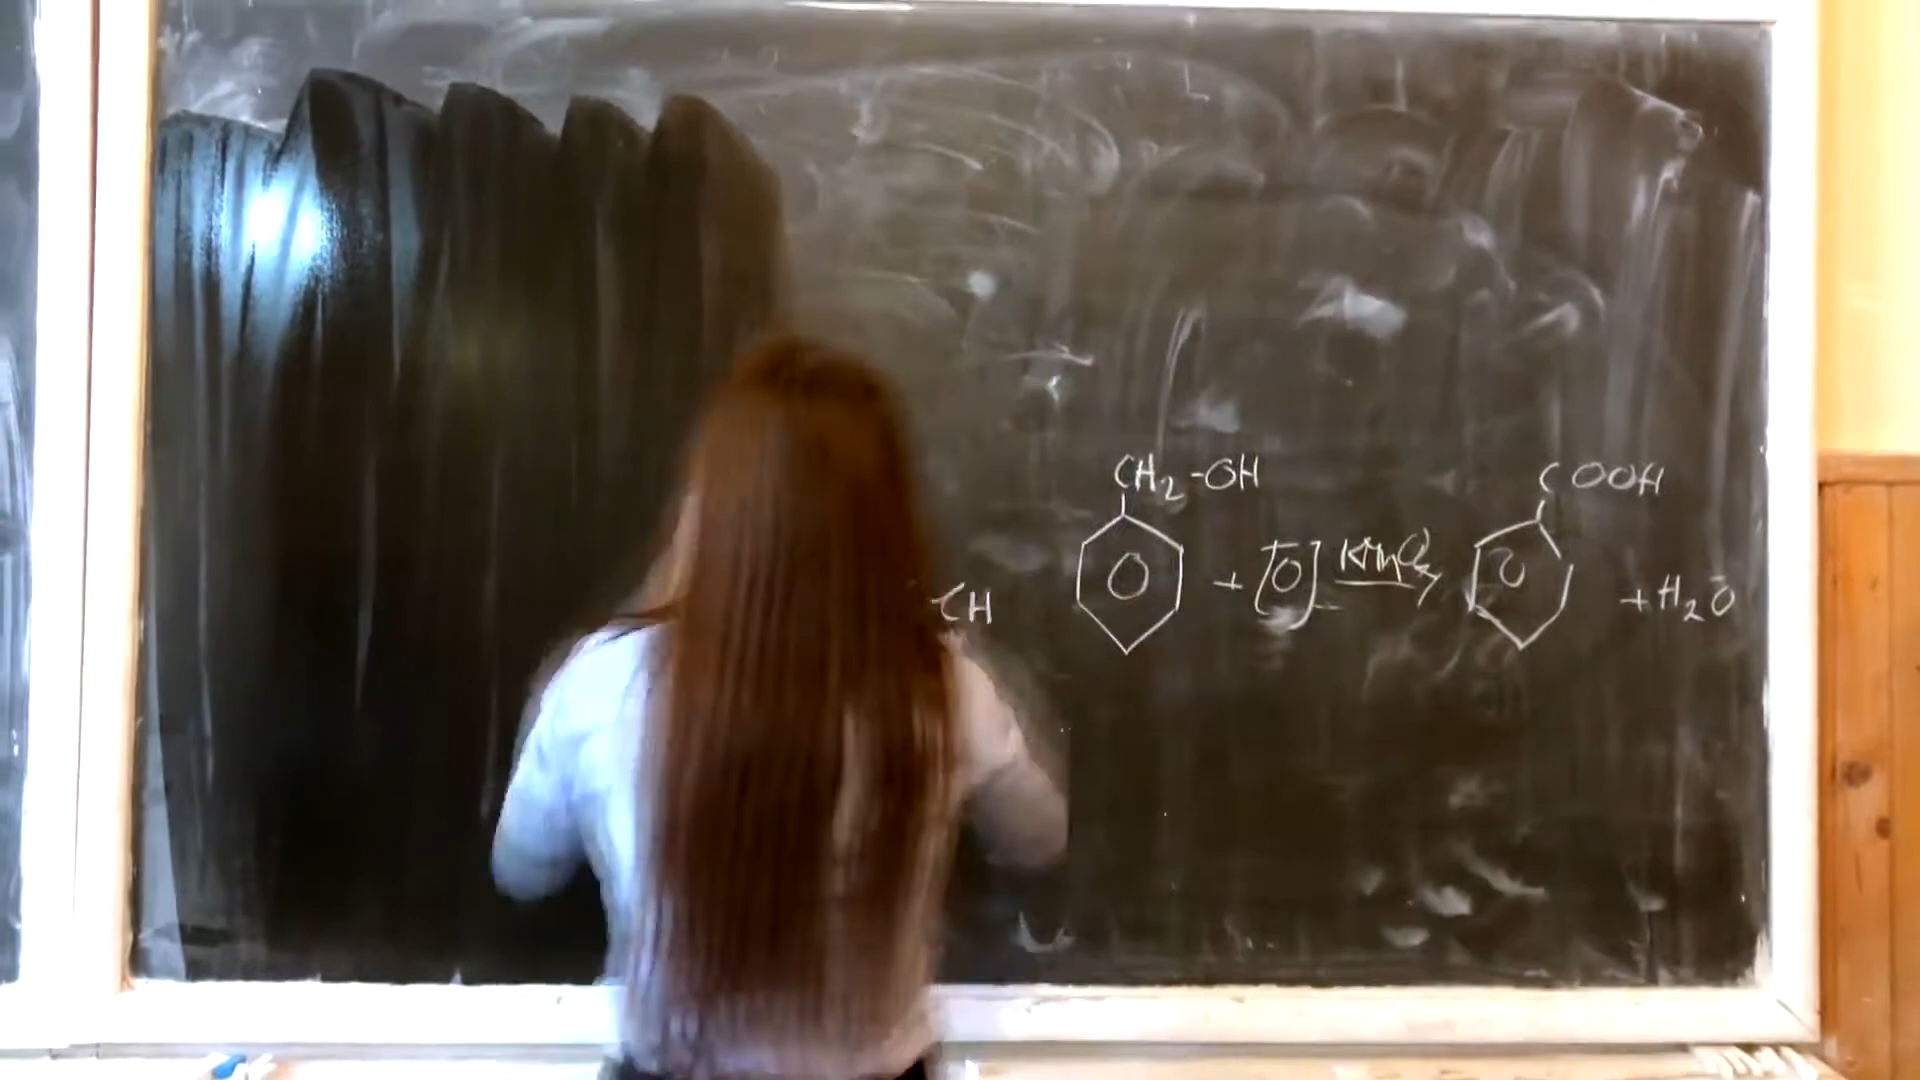 CH₂-OH
COOH
CH
O + [O] KMnO₄ O + H₂O